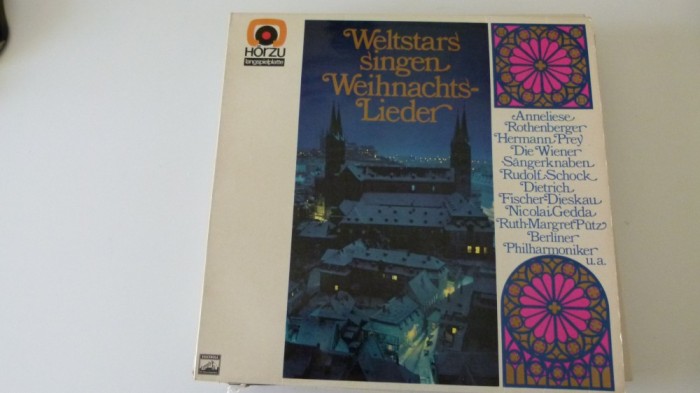 HÖRZU
langspielplatte
Weltstars
singen
Weihnachts-
Lieder
Anneliese
Rothenberger
Hermann Prey
Die Wiener
Sängerknaben
Rudolf Schock
Dietrich
Fischer Dieskau
Nicolai Gedda
Ruth-Margret Pütz
Berliner
Philharmoniker
u.a.